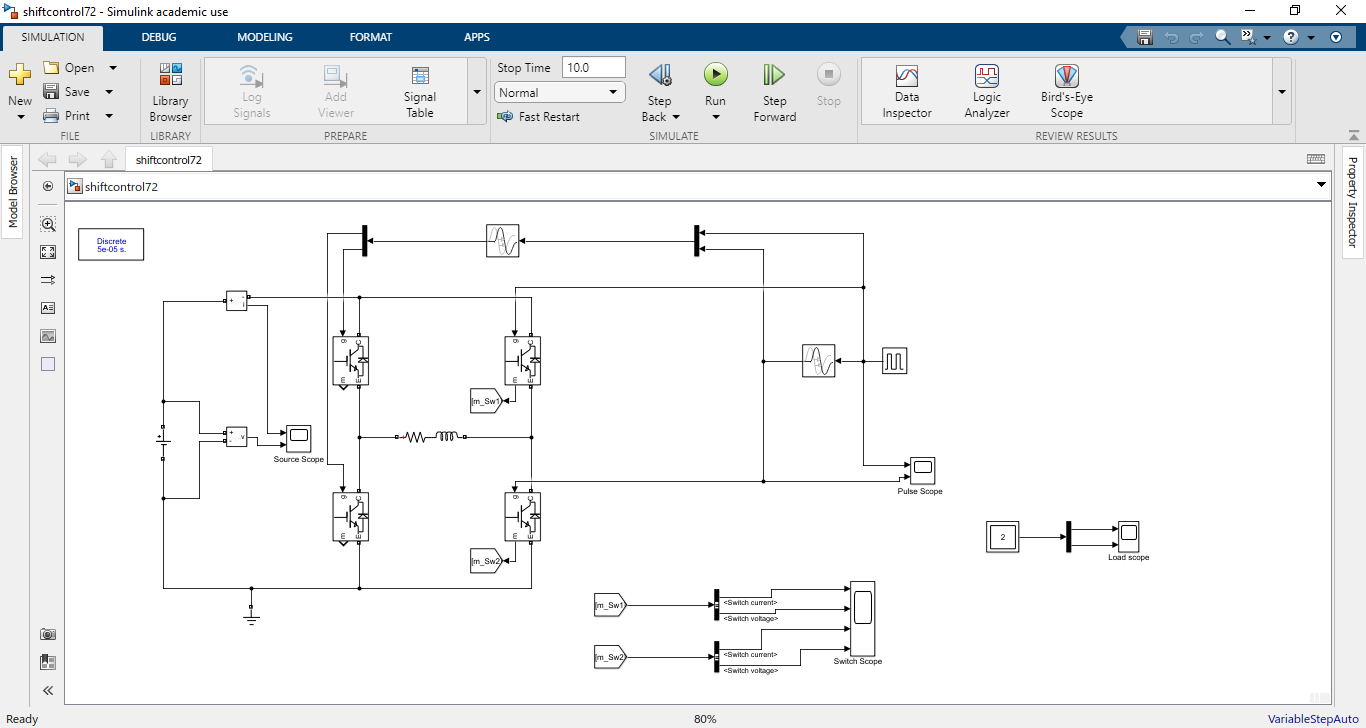 shiftcontrol72 - Simulink academic use
SIMULATION DEBUG MODELING FORMAT APPS
New
Open
Save
Print
FILE
Library
Browser
LIBRARY
Log
Signals
Add
Viewer
Signal
Table
PREPARE
Stop Time 10.0
Normal
Fast Restart
Step
Back
Run
Step
Forward
Stop
SIMULATE
Data
Inspector
Logic
Analyzer
Bird's-Eye
Scope
REVIEW RESULTS
Model Browser
shiftcontrol72
shiftcontrol72
Property Inspector
Discrete
5e-05 s.
+ - i
g C
m E
g C
m E
[m_Sw1
+ - v
Source Scope
g C
m E
g C
m E
[m_Sw2
Pulse Scope
2
Load scope
[m_Sw1
<Switch current>
<Switch voltage>
[m_Sw2
<Switch current>
<Switch voltage>
Switch Scope
Ready 80% VariableStepAuto